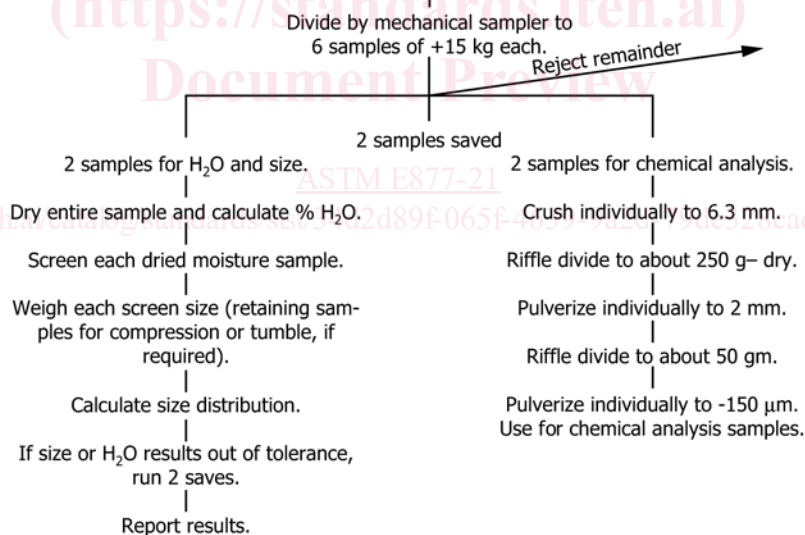 (https://standards.iteh.ai)
Divide by mechanical sampler to
6 samples of +15 kg each.
Reject remainder
Document Preview
2 samples saved
2 samples for H₂O and size.
Dry entire sample and calculate % H₂O.
Screen each dried moisture sample.
Weigh each screen size (retaining sam-
ples for compression or tumble, if
required).
Calculate size distribution.
If size or H₂O results out of tolerance,
run 2 saves.
Report results.
2 samples for chemical analysis.
ASTM E877-21
Crush individually to 6.3 mm.
Riffle divide to about 250 g– dry.
Pulverize individually to 2 mm.
Riffle divide to about 50 gm.
Pulverize individually to -150 μm.
Use for chemical analysis samples.